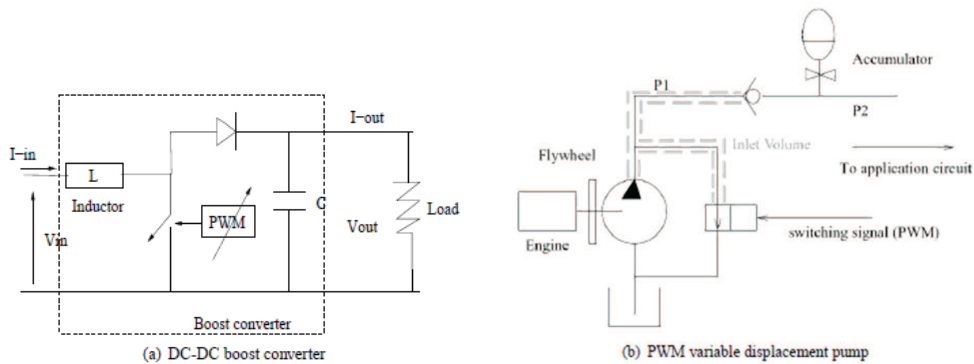 I-in
L
Inductor
Vin
PWM
C
I-out
Vout
Load
Boost converter
(a) DC-DC boost converter
Accumulator
P1
P2
Inlet Volume
To application circuit
Flywheel
Engine
switching signal (PWM)
(b) PWM variable displacement pump